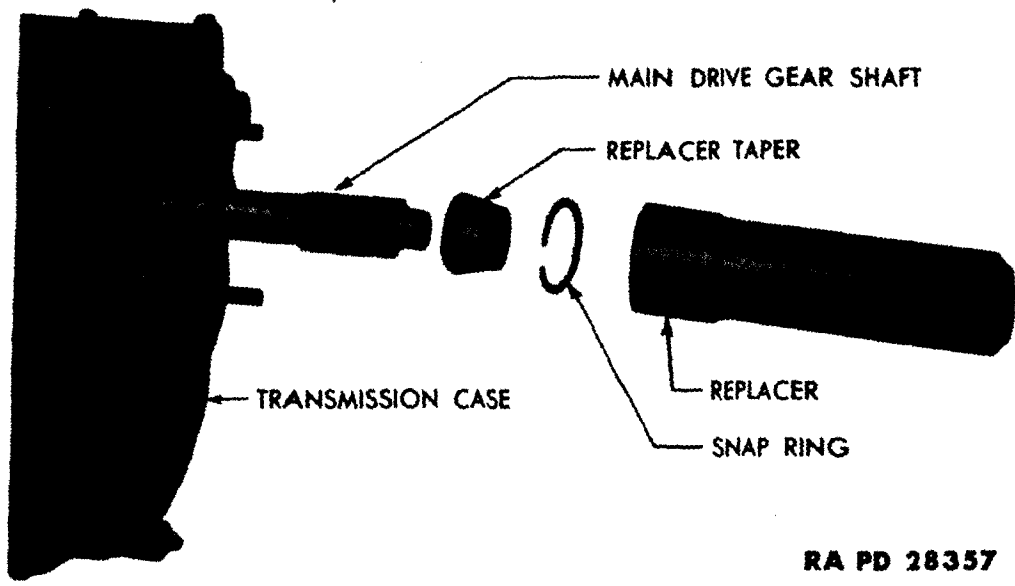 MAIN DRIVE GEAR SHAFT
REPLACER TAPER
REPLACER
TRANSMISSION CASE
SNAP RING
RA PD 28357